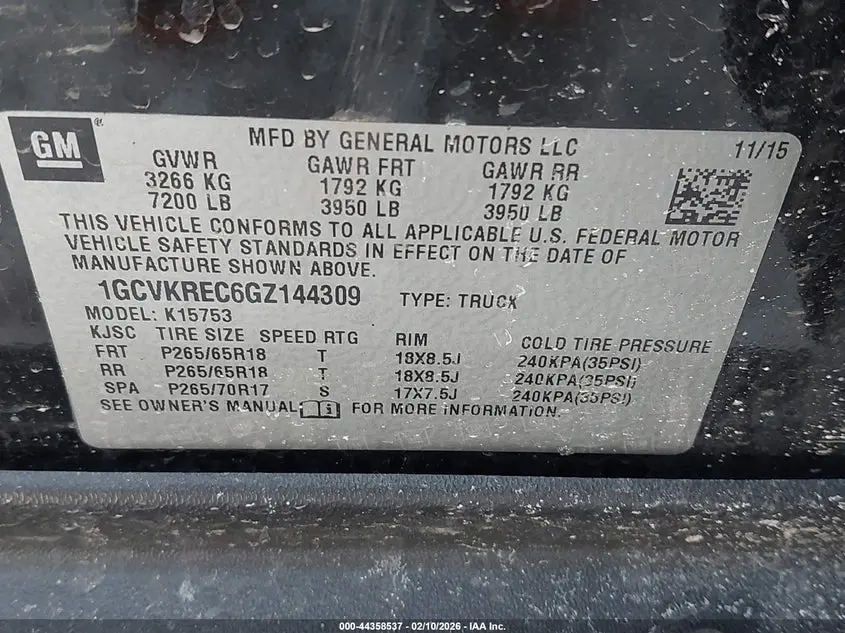 GM®
MFD BY GENERAL MOTORS LLC 11/15
GVWR GAWR FRT GAWR RR
3266 KG 1792 KG 1792 KG
7200 LB 3950 LB 3950 LB
THIS VEHICLE CONFORMS TO ALL APPLICABLE U.S. FEDERAL MOTOR
VEHICLE SAFETY STANDARDS IN EFFECT ON THE DATE OF
MANUFACTURE SHOWN ABOVE.
1GCVKREC6GZ144309 TYPE: TRUCK
MODEL: K15753
KJSC TIRE SIZE SPEED RTG RIM COLD TIRE PRESSURE
FRT P265/65R18 T 18X8.5J 240KPA(35PSI)
RR P265/65R18 T 18X8.5J 240KPA(35PSI)
SPA P265/70R17 S 17X7.5J 240KPA(35PSI)
SEE OWNER'S MANUAL i FOR MORE INFORMATION.
000-44358537 — 02/10/2026 — IAA Inc.